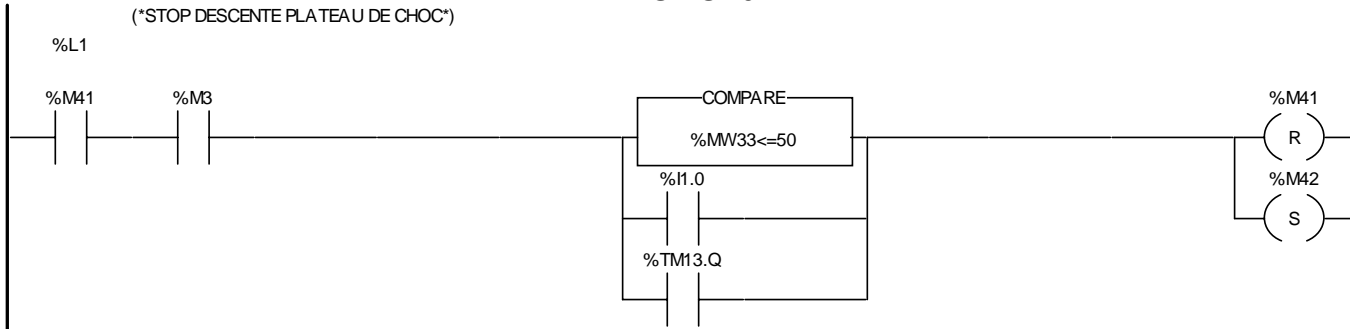 (*STOP DESCENTE PLATEAU DE CHOC*)
%L1
%M41 %M3 COMPARE %M41
%MW33<=50 R
%I1.0 %M42
S
%TM13.Q